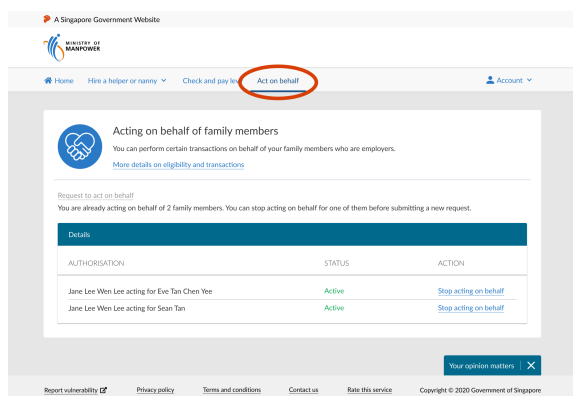 A Singapore Government Website
MINISTRY OF
MANPOWER
Home Hire a helper or nanny Check and pay lev Act on behalf Account
Acting on behalf of family members
You can perform certain transactions on behalf of your family members who are employers.
More details on eligibility and transactions
Request to act on behalf
You are already acting on behalf of 2 family members. You can stop acting on behalf for one of them before submitting a new request.
Details
AUTHORISATION STATUS ACTION
Jane Lee Wen Lee acting for Eve Tan Chen Yee Active Stop acting on behalf
Jane Lee Wen Lee acting for Sean Tan Active Stop acting on behalf
Your opinion matters X
Report vulnerability Privacy policy Terms and conditions Contact us Rate this service Copyright © 2020 Government of Singapore